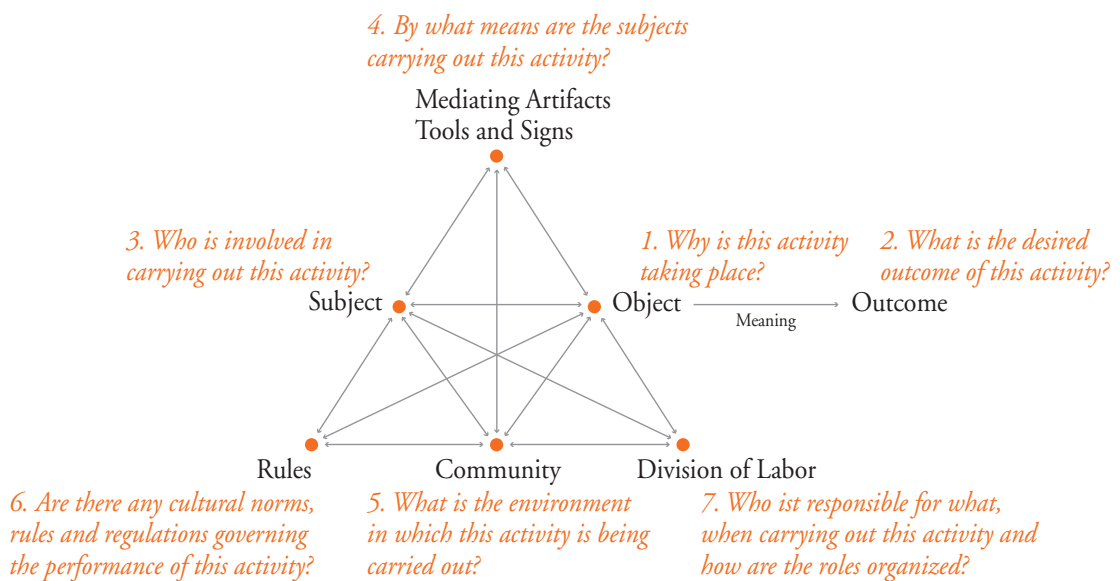 4. By what means are the subjects
carrying out this activity?
Mediating Artifacts
Tools and Signs
3. Who is involved in
carrying out this activity?
Subject
1. Why is this activity
taking place?
Object
2. What is the desired
outcome of this activity?
Meaning
Outcome
Rules
6. Are there any cultural norms,
rules and regulations governing
the performance of this activity?
Community
5. What is the environment
in which this activity is being
carried out?
Division of Labor
7. Who ist responsible for what,
when carrying out this activity and
how are the roles organized?